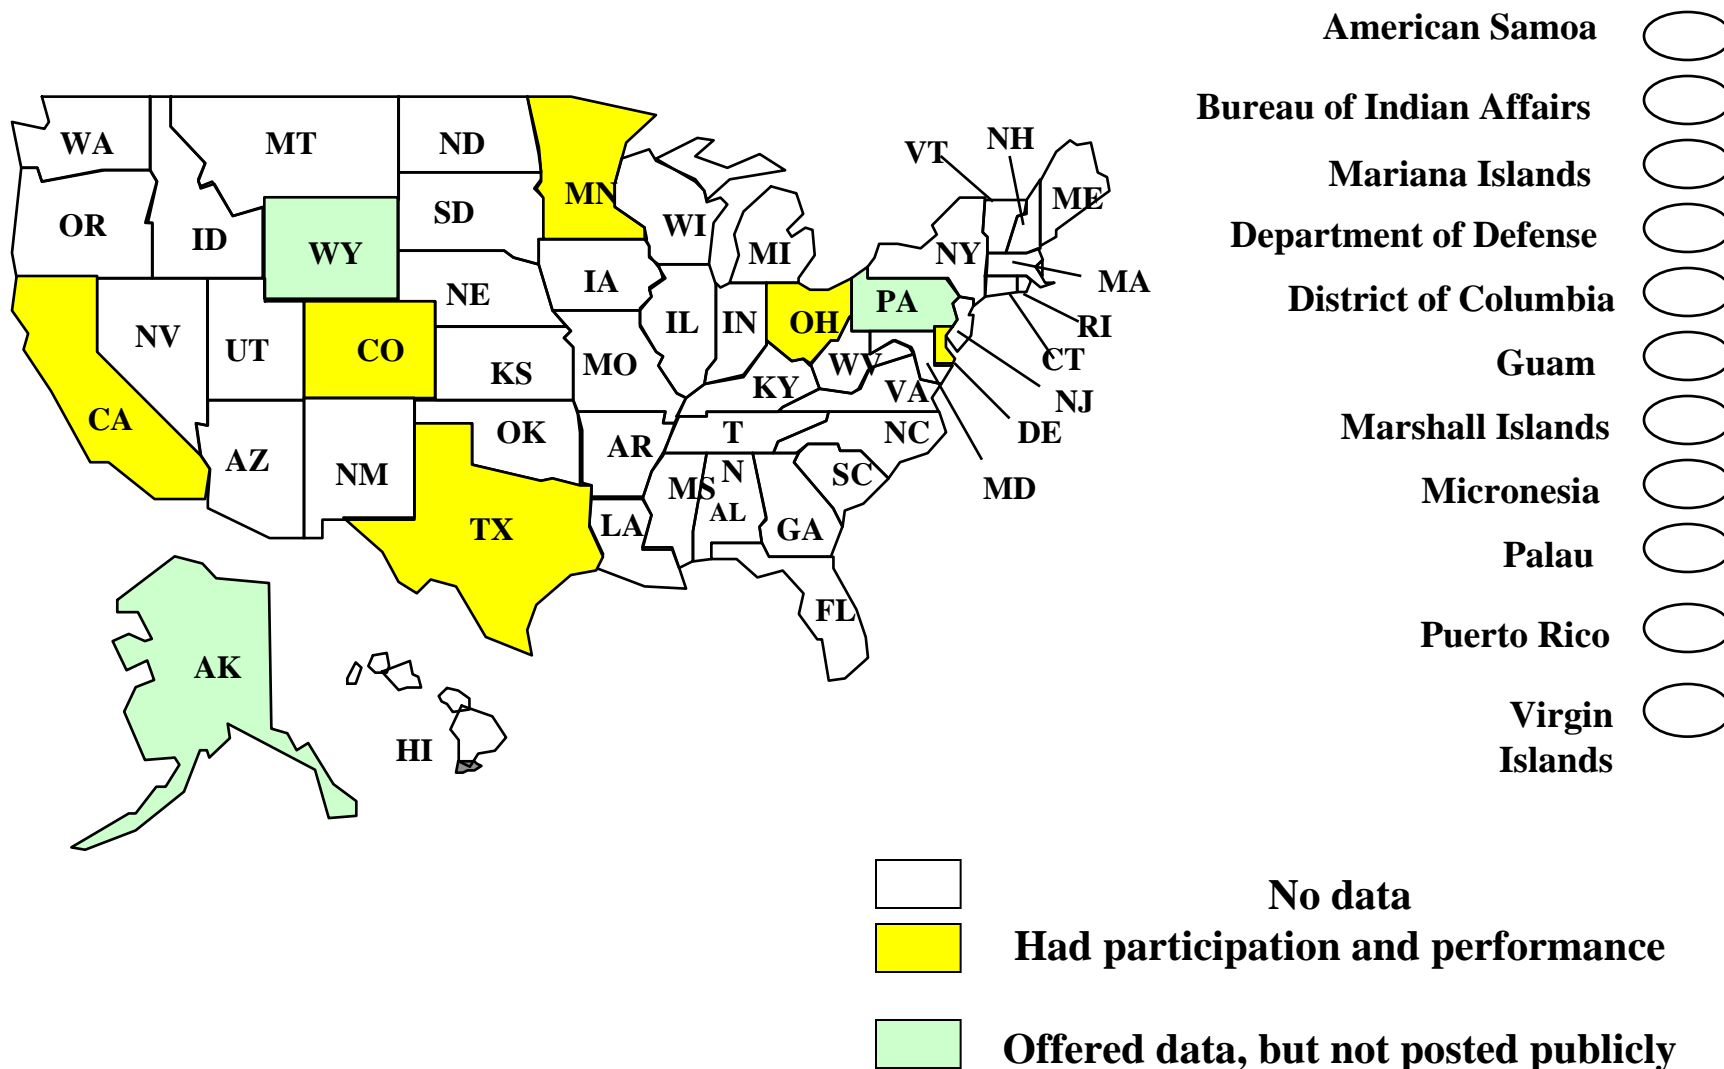 American Samoa
Bureau of Indian Affairs
Mariana Islands
Department of Defense
District of Columbia
Guam
Marshall Islands
Micronesia
Palau
Puerto Rico
Virgin
Islands
WA
MT
ND
MN
VT
NH
ME
OR
ID
WY
SD
WI
MI
NY
MA
NV
UT
CO
NE
IA
IL
IN
OH
PA
RI
CT
NJ
DE
MD
CA
AZ
NM
KS
OK
MO
AR
KY
WV
VA
T
N
NC
SC
MS
AL
GA
LA
TX
FL
AK
HI
No data
Had participation and performance
Offered data, but not posted publicly